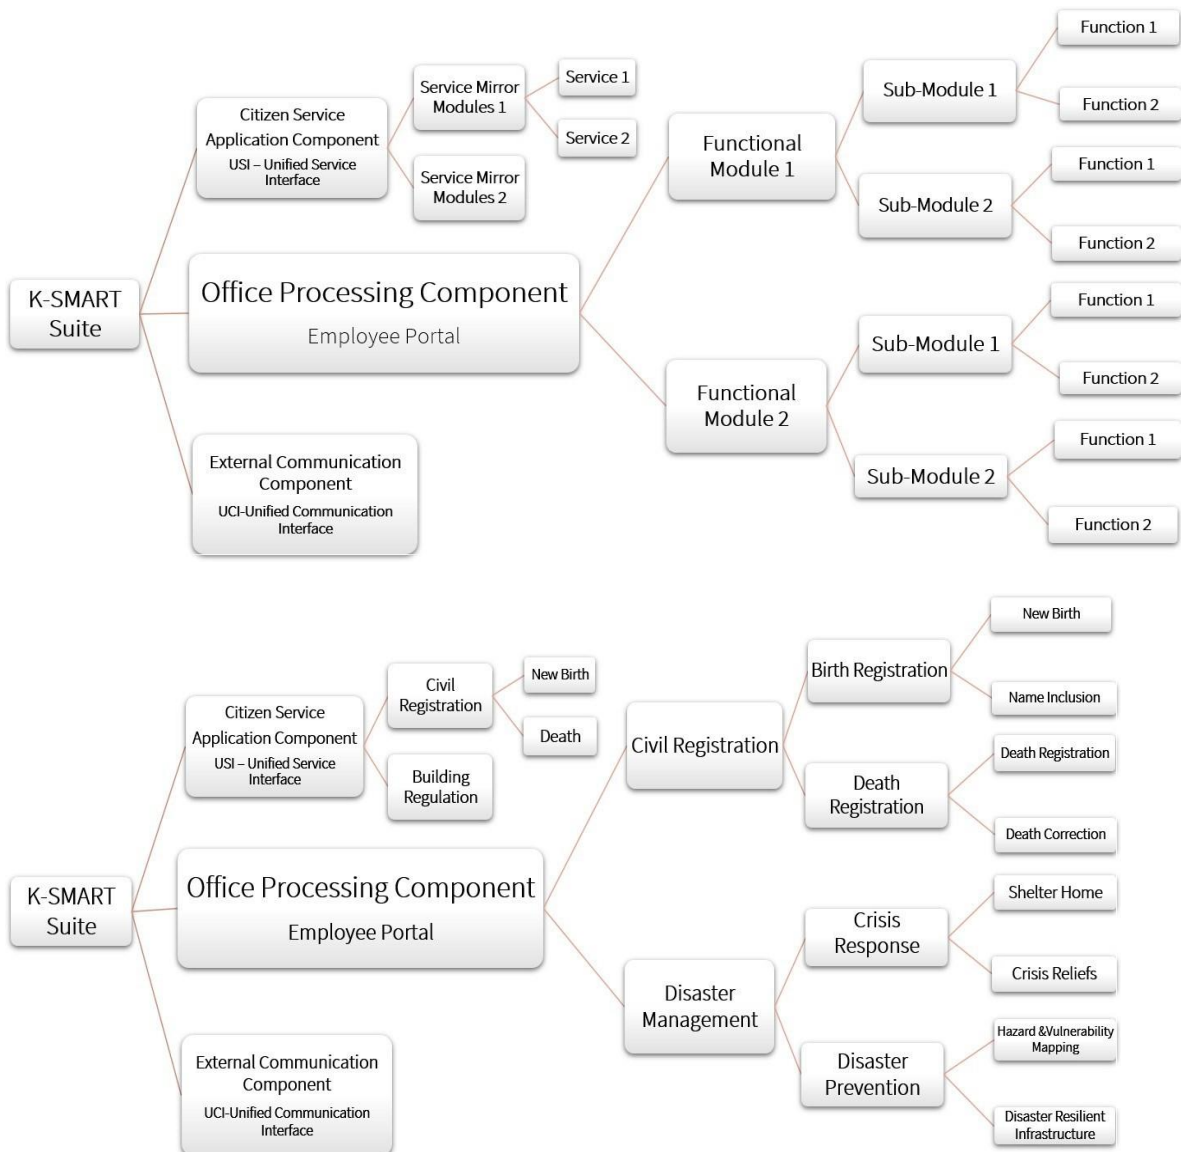 K-SMART
Suite
Citizen Service
Application Component
USI – Unified Service
Interface
Service Mirror
Modules 1
Service 1
Service 2
Service Mirror
Modules 2
Office Processing Component
Employee Portal
Functional
Module 1
Sub-Module 1
Function 1
Function 2
Sub-Module 2
Function 1
Function 2
Functional
Module 2
Sub-Module 1
Function 1
Function 2
Sub-Module 2
Function 1
Function 2
External Communication
Component
UCI-Unified Communication
Interface
K-SMART
Suite
Citizen Service
Application Component
USI – Unified Service
Interface
Civil
Registration
New Birth
Death
Building
Regulation
Office Processing Component
Employee Portal
Civil Registration
Birth Registration
New Birth
Name Inclusion
Death
Registration
Death Registration
Death Correction
Disaster
Management
Crisis
Response
Shelter Home
Crisis Reliefs
Disaster
Prevention
Hazard &Vulnerability
Mapping
Disaster Resilient
Infrastructure
External Communication
Component
UCI-Unified Communication
Interface